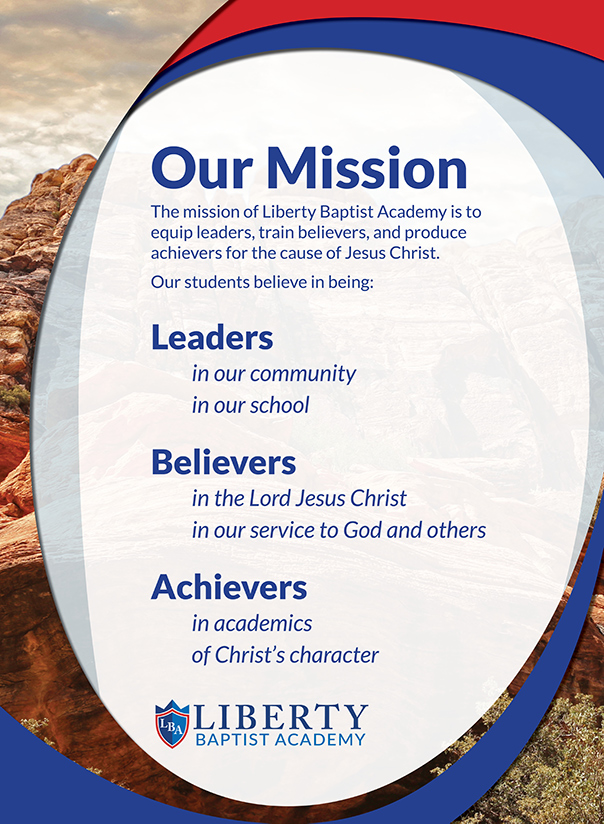 Our Mission
The mission of Liberty Baptist Academy is to
equip leaders, train believers, and produce
achievers for the cause of Jesus Christ.
Our students believe in being:
Leaders
in our community
in our school
Believers
in the Lord Jesus Christ
in our service to God and others
Achievers
in academics
of Christ's character
LBA
LIBERTY
BAPTIST ACADEMY